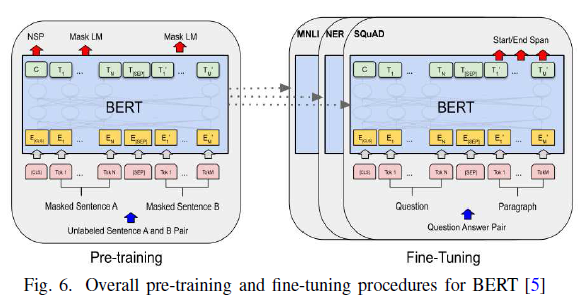 NSP Mask LM Mask LM
C T1 ... TN T[SEP] T1' ... TM'
BERT
E[CLS] E1 ... EN E[SEP] E1' ... EM'
[CLS] Tok 1 ... Tok N [SEP] Tok 1 ... TokM
Masked Sentence A Masked Sentence B
Unlabeled Sentence A and B Pair
Pre-training
MNLI NER SQuAD
Start/End Span
C T1 ... TN T[SEP] T1' ... TM'
BERT
E[CLS] E1 ... EN E[SEP] E1' ... EM'
[CLS] Tok 1 ... Tok N [SEP] Tok 1 ... TokM
Question Paragraph
Question Answer Pair
Fine-Tuning
Fig. 6. Overall pre-training and fine-tuning procedures for BERT [5]